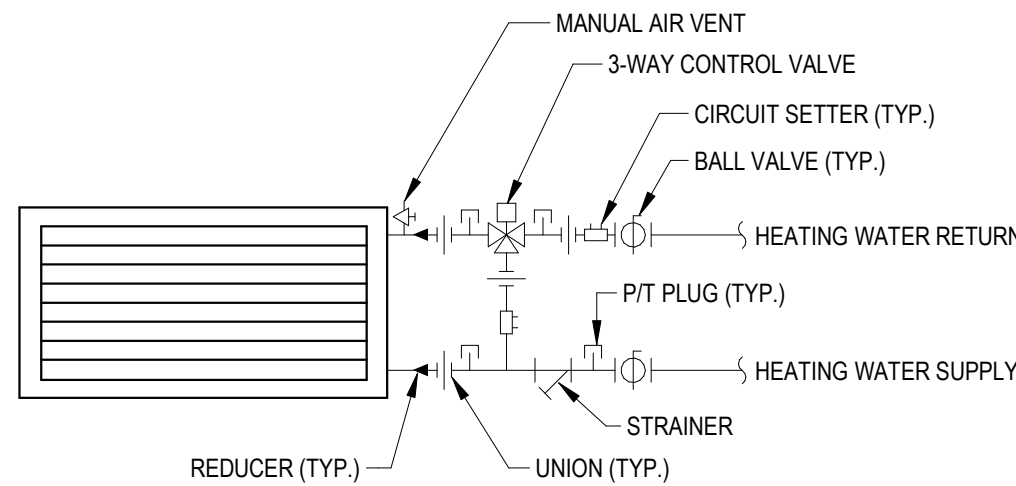 MANUAL AIR VENT
3-WAY CONTROL VALVE
CIRCUIT SETTER (TYP.)
BALL VALVE (TYP.)
HEATING WATER RETURN
P/T PLUG (TYP.)
HEATING WATER SUPPLY
STRAINER
REDUCER (TYP.)
UNION (TYP.)